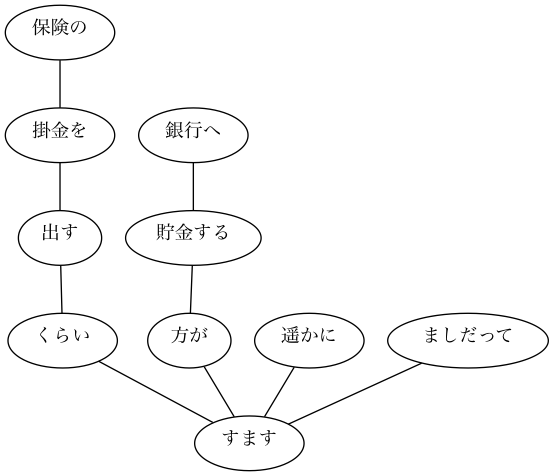 保険の
掛金を
銀行へ
出す
貯金する
くらい
方が
遥かに
ましだって
すます